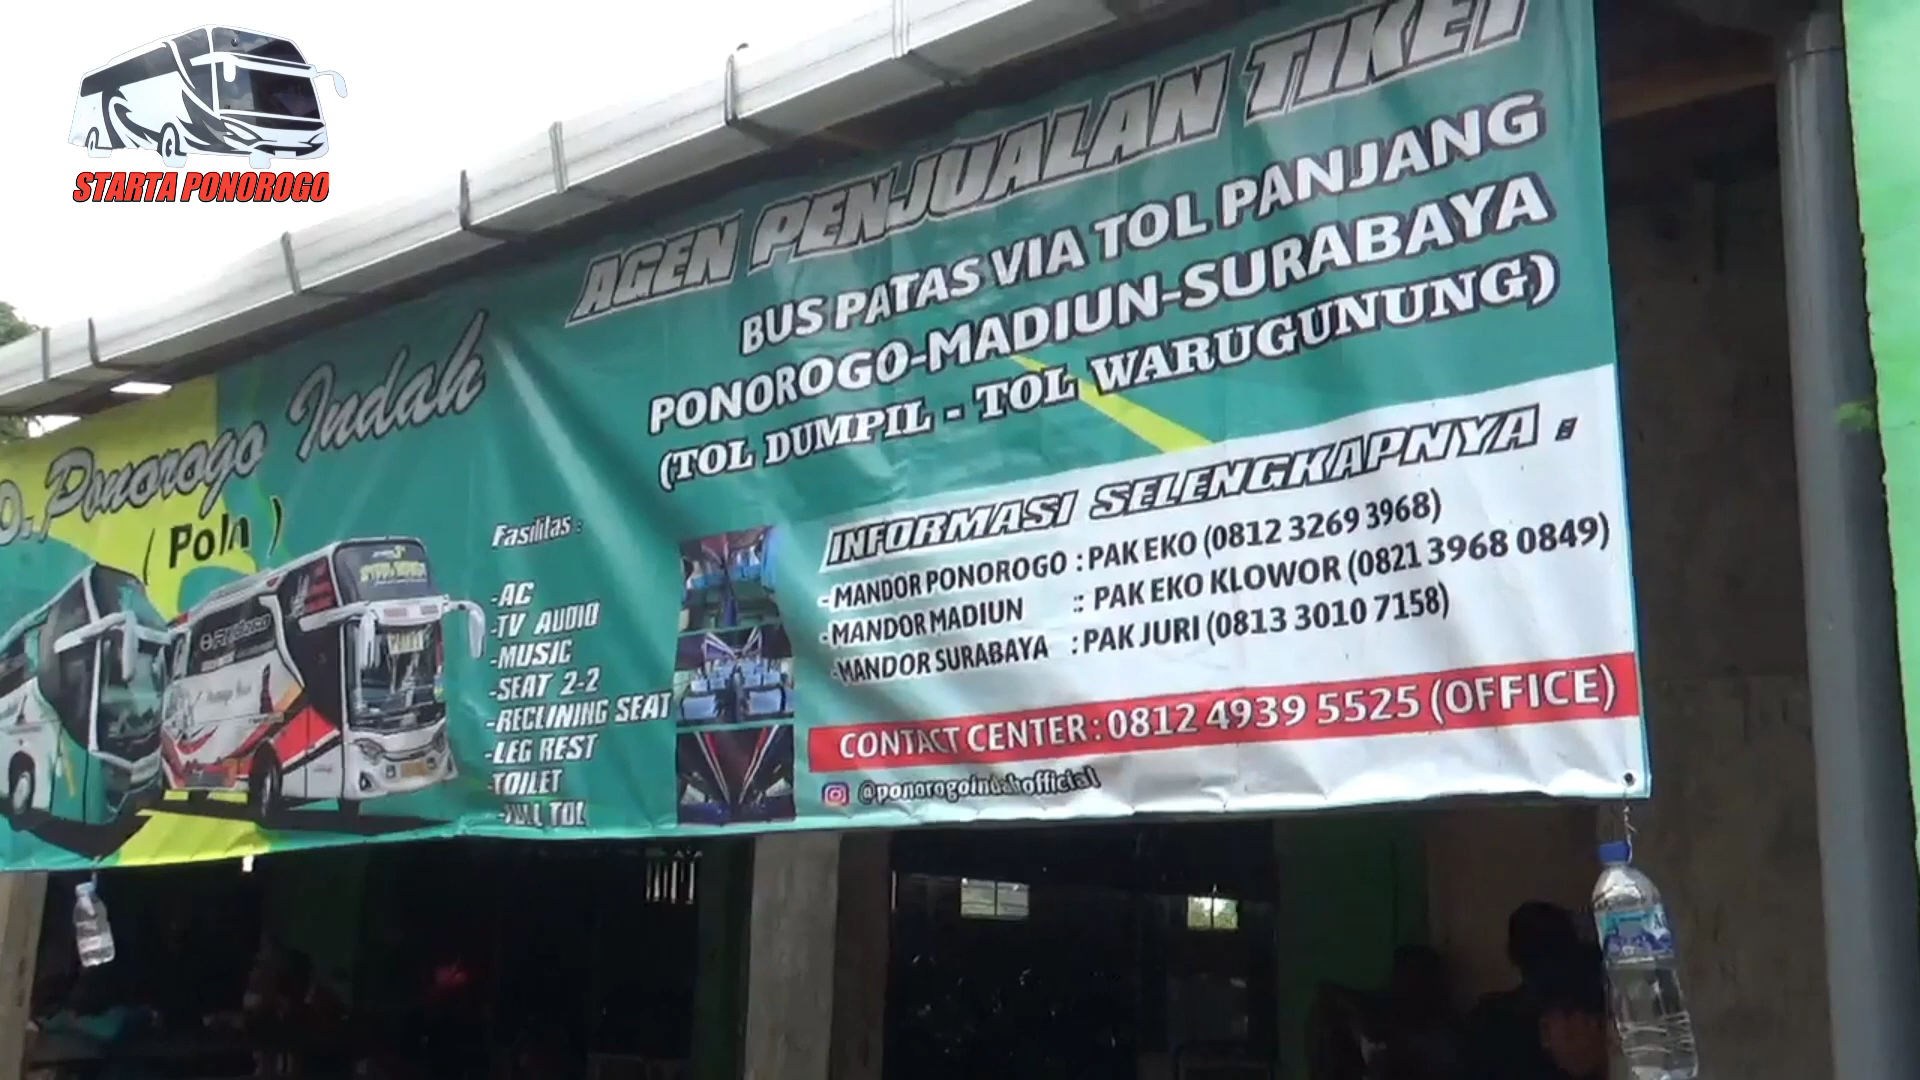 STARTA PONOROGO
AGEN PENJUALAN TIKET
BUS PATAS VIA TOL PANJANG
PONOROGO-MADIUN-SURABAYA
(TOL DUMPIL - TOL WARUGUNUNG)
O. Ponorogo Indah
( PoIn )
Fasilitas :
-AC
-TV AUDIO
-MUSIC
-SEAT 2-2
-RECLINING SEAT
-LEG REST
-TOILET
-FULL TOL
INFORMASI SELENGKAPNYA :
-MANDOR PONOROGO : PAK EKO (0812 3269 3968)
-MANDOR MADIUN :: PAK EKO KLOWOR (0821 3968 0849)
-MANDOR SURABAYA : PAK JURI (0813 3010 7158)
CONTACT CENTER : 0812 4939 5525 (OFFICE)
@ponorogoindahofficial